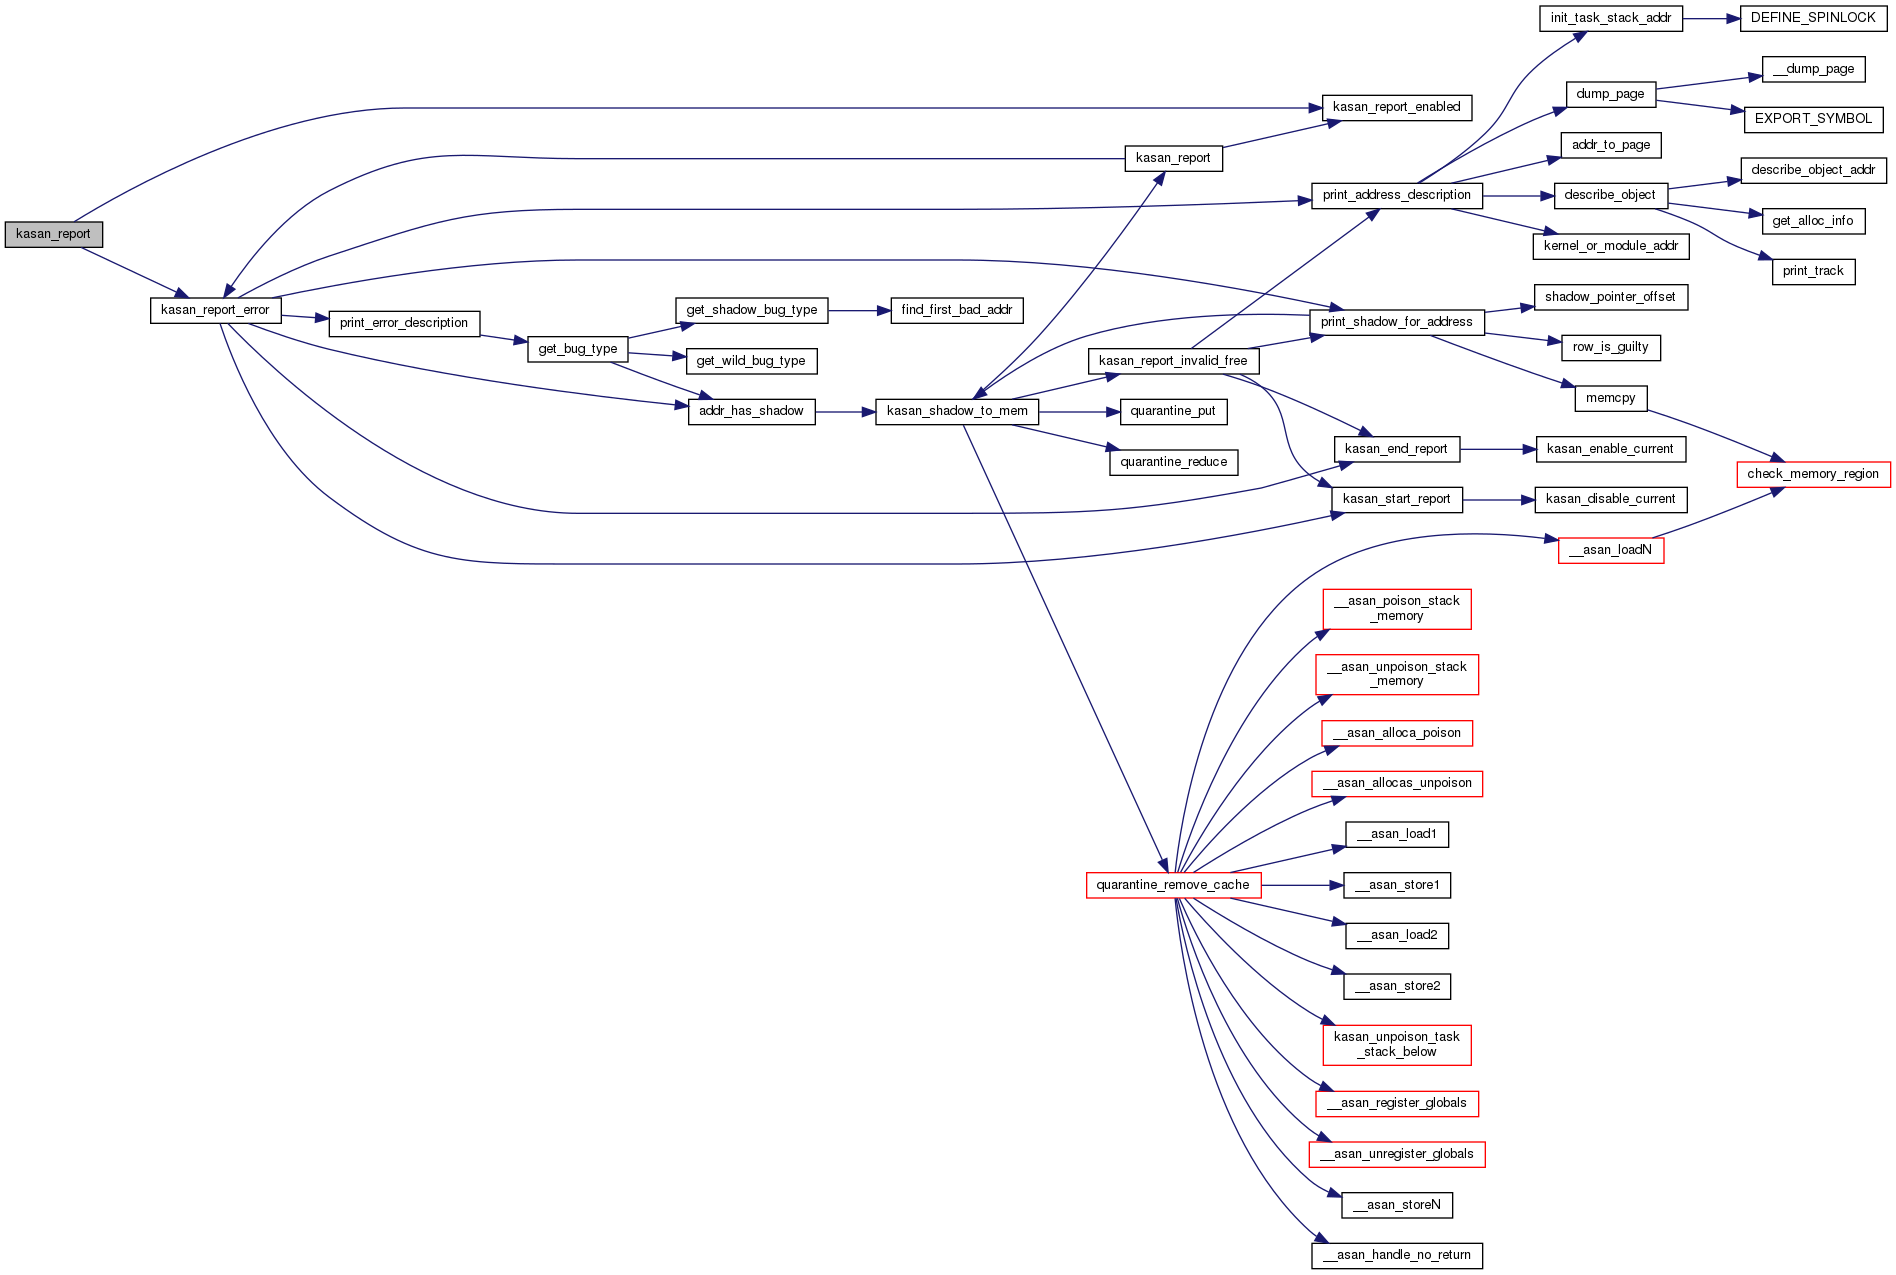 init_task_stack_addr
DEFINE_SPINLOCK
__dump_page
dump_page
kasan_report_enabled
EXPORT_SYMBOL
addr_to_page
kasan_report
describe_object_addr
print_address_description
describe_object
get_alloc_info
kasan_report
kernel_or_module_addr
print_track
shadow_pointer_offset
kasan_report_error
get_shadow_bug_type
find_first_bad_addr
print_error_description
print_shadow_for_address
get_bug_type
row_is_guilty
get_wild_bug_type
kasan_report_invalid_free
memcpy
addr_has_shadow
kasan_shadow_to_mem
quarantine_put
kasan_end_report
kasan_enable_current
quarantine_reduce
check_memory_region
kasan_start_report
kasan_disable_current
__asan_loadN
__asan_poison_stack
_memory
__asan_unpoison_stack
_memory
__asan_alloca_poison
__asan_allocas_unpoison
__asan_load1
quarantine_remove_cache
__asan_store1
__asan_load2
__asan_store2
kasan_unpoison_task
_stack_below
__asan_register_globals
__asan_unregister_globals
__asan_storeN
__asan_handle_no_return